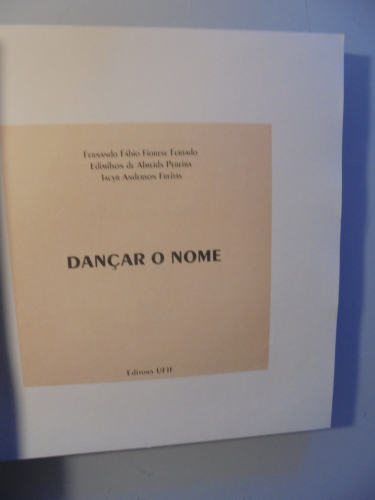 Fernando Fábio Fiorese Furtado
Edimilson de Almeida Pereira
Iacyr Anderson Freitas
DANÇAR O NOME
Editora UFJF